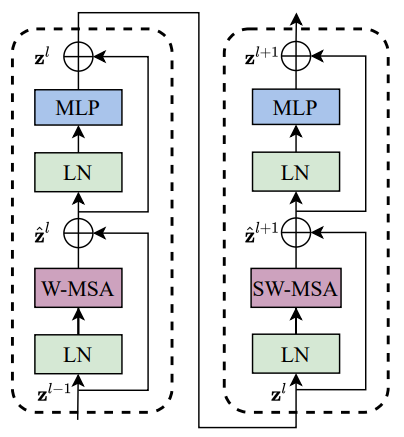 z^l
MLP
LN
ẑ^l
W-MSA
LN
z^{l-1}
z^{l+1}
MLP
LN
ẑ^{l+1}
SW-MSA
LN
z^l